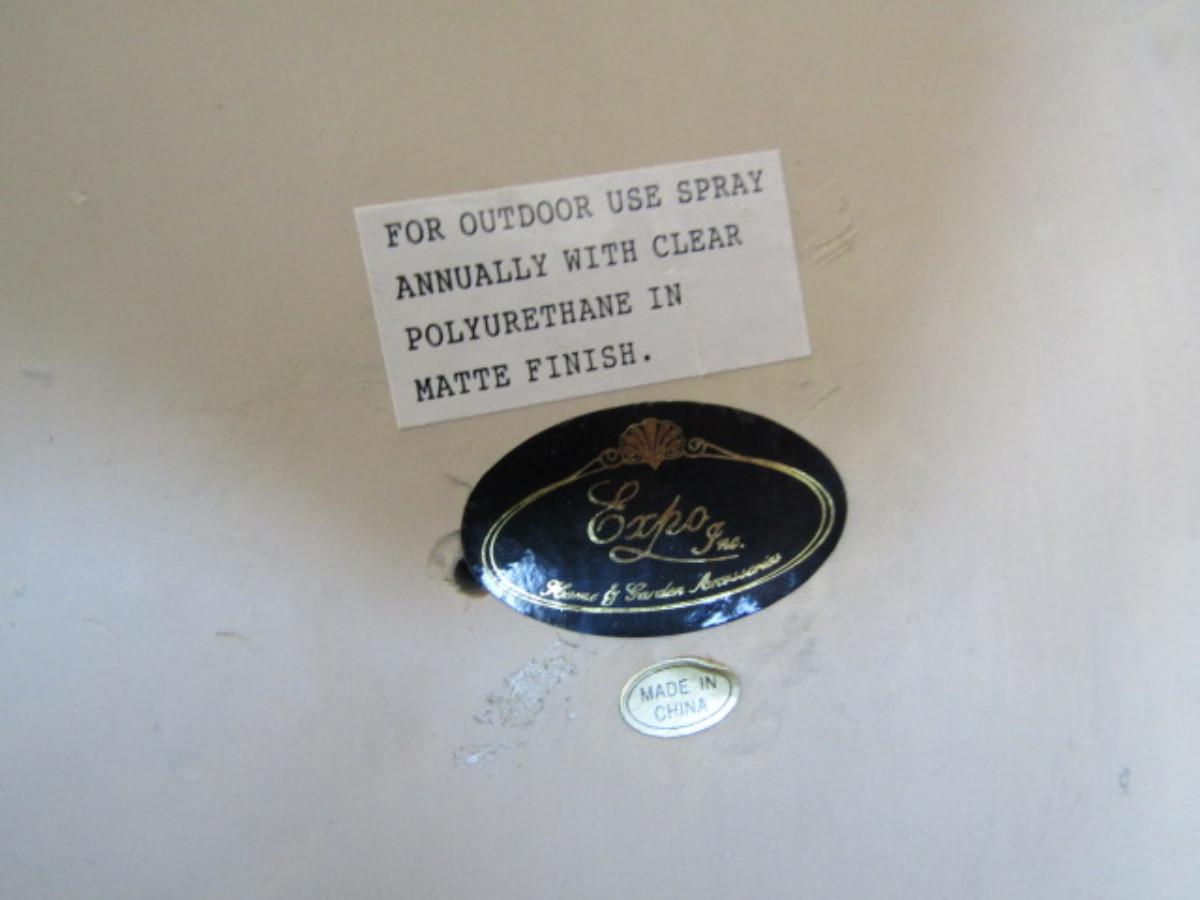 FOR OUTDOOR USE SPRAY
ANNUALLY WITH CLEAR
POLYURETHANE IN
MATTE FINISH.
Expo Inc.
Home & Garden Accessories
MADE IN
CHINA